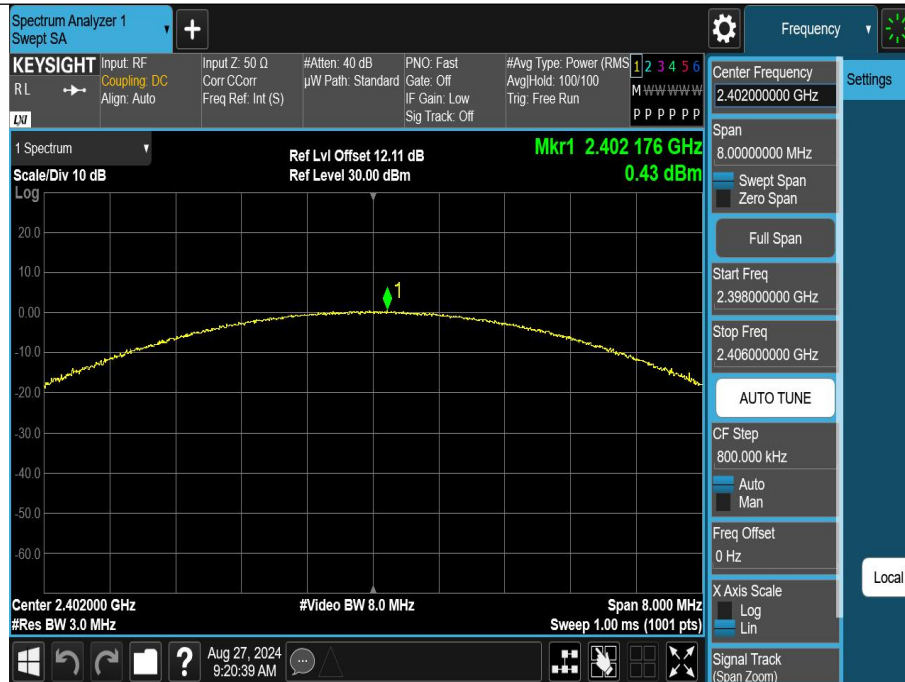 Spectrum Analyzer 1
Swept SA
+
Frequency
KEYSIGHT
RL
LXI
Input: RF
Coupling: DC
Align: Auto
Input Z: 50 Ω
Corr CCorr
Freq Ref: Int (S)
#Atten: 40 dB
µW Path: Standard
PNO: Fast
Gate: Off
IF Gain: Low
Sig Track: Off
#Avg Type: Power (RMS
Avg|Hold: 100/100
Trig: Free Run
1 2 3 4 5 6
M W W W W W
P P P P P P
1 Spectrum
Scale/Div 10 dB
Ref Lvl Offset 12.11 dB
Ref Level 30.00 dBm
Mkr1 2.402 176 GHz
0.43 dBm
Log
20.0
10.0
0.00
-10.0
-20.0
-30.0
-40.0
-50.0
-60.0
1
Center 2.402000 GHz
#Video BW 8.0 MHz
Span 8.000 MHz
#Res BW 3.0 MHz
Sweep 1.00 ms (1001 pts)
?
Aug 27, 2024
9:20:39 AM
Center Frequency
2.402000000 GHz
Settings
Span
8.00000000 MHz
Swept Span
Zero Span
Full Span
Start Freq
2.398000000 GHz
Stop Freq
2.406000000 GHz
AUTO TUNE
CF Step
800.000 kHz
Auto
Man
Freq Offset
0 Hz
Local
X Axis Scale
Log
Lin
Signal Track
(Span Zoom)